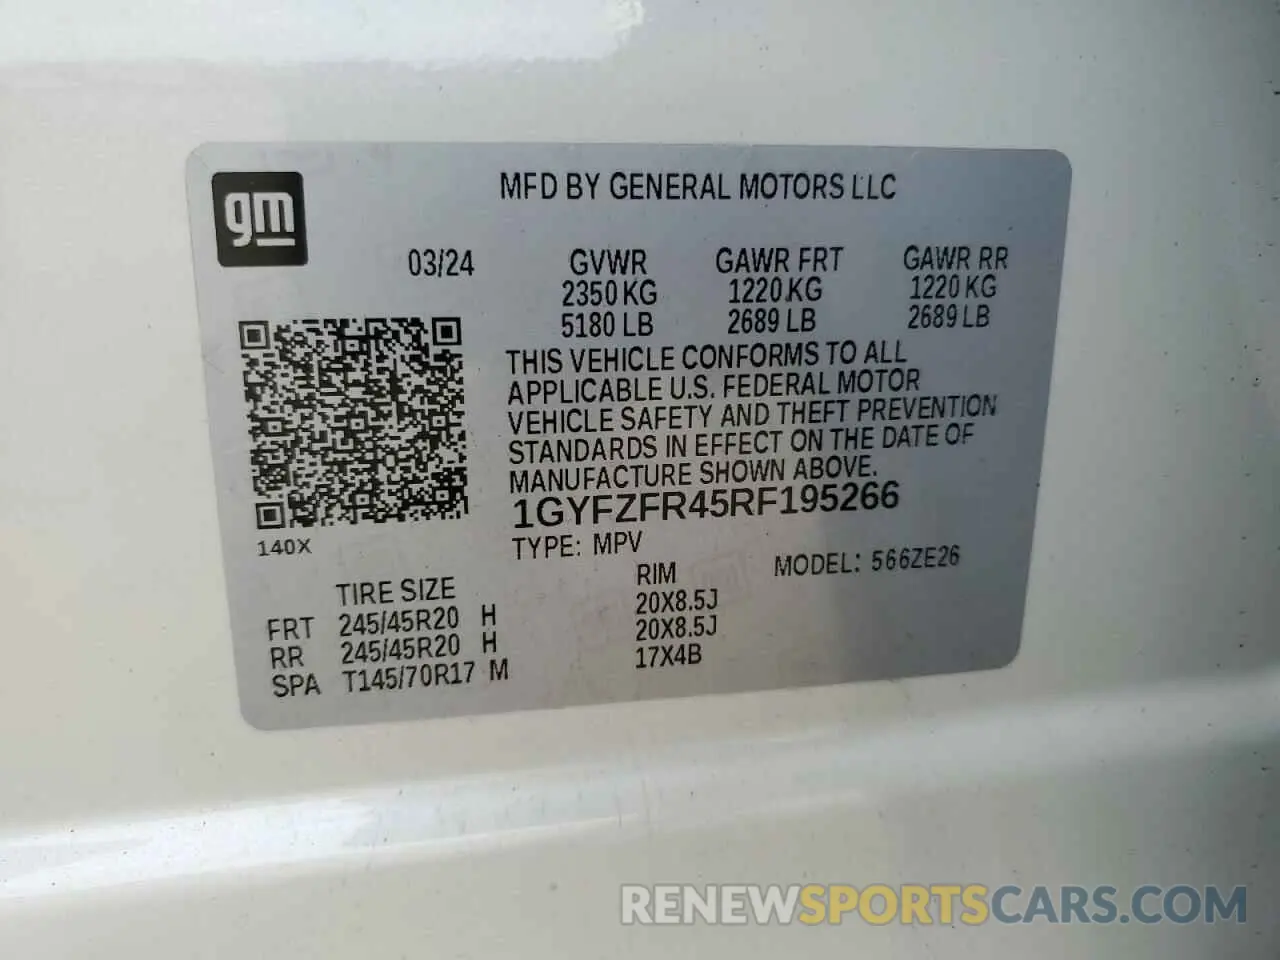 gm
MFD BY GENERAL MOTORS LLC
03/24 GVWR GAWR FRT GAWR RR
2350 KG 1220 KG 1220 KG
5180 LB 2689 LB 2689 LB
THIS VEHICLE CONFORMS TO ALL
APPLICABLE U.S. FEDERAL MOTOR
VEHICLE SAFETY AND THEFT PREVENTION
STANDARDS IN EFFECT ON THE DATE OF
MANUFACTURE SHOWN ABOVE.
1GYFZFR45RF195266
140X
TYPE: MPV MODEL: 566ZE26
TIRE SIZE RIM
FRT 245/45R20 H 20X8.5J
RR 245/45R20 H 20X8.5J
SPA T145/70R17 M 17X4B
RENEWSPORTSCARS.COM